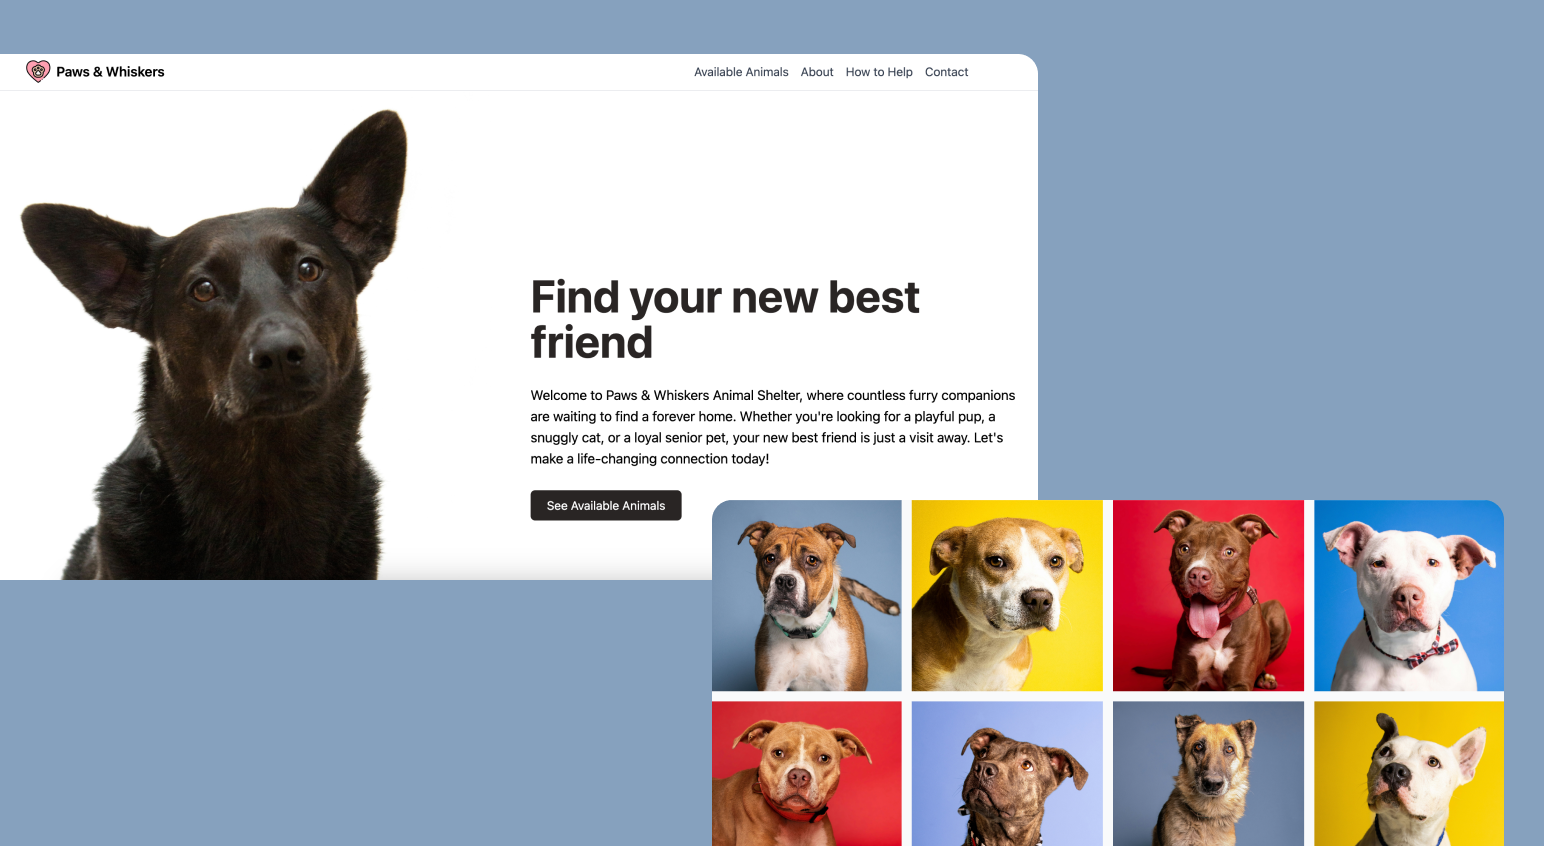 Paws & Whiskers
Available Animals About How to Help Contact
Find your new best
friend
Welcome to Paws & Whiskers Animal Shelter, where countless furry companions
are waiting to find a forever home. Whether you're looking for a playful pup, a
snuggly cat, or a loyal senior pet, your new best friend is just a visit away. Let's
make a life-changing connection today!
See Available Animals